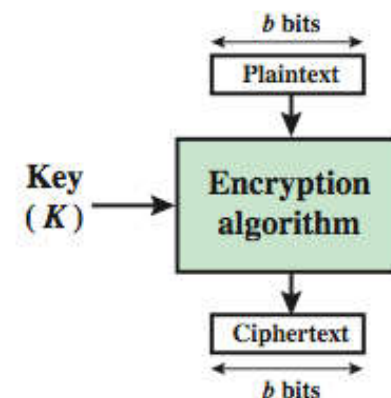 b bits
Plaintext
Key
(K)
Encryption
algorithm
Ciphertext
b bits